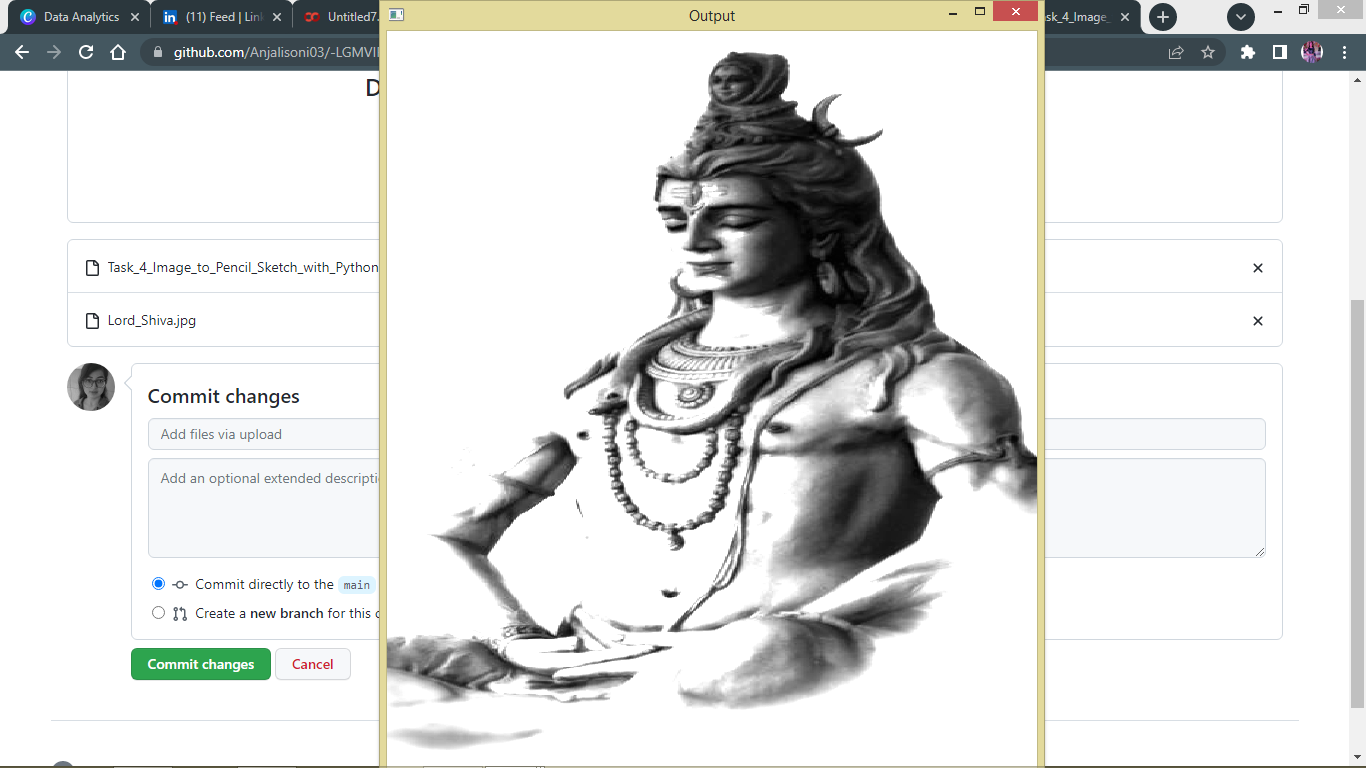 Data Analytics
(11) Feed | Link
Untitled7.
Output
ask_4_Image_
github.com/Anjalisoni03/-LGMVI
D
Task_4_Image_to_Pencil_Sketch_with_Python
Lord_Shiva.jpg
Commit changes
Add files via upload
Add an optional extended descripti
Commit directly to the main
Create a new branch for this c
Commit changes
Cancel